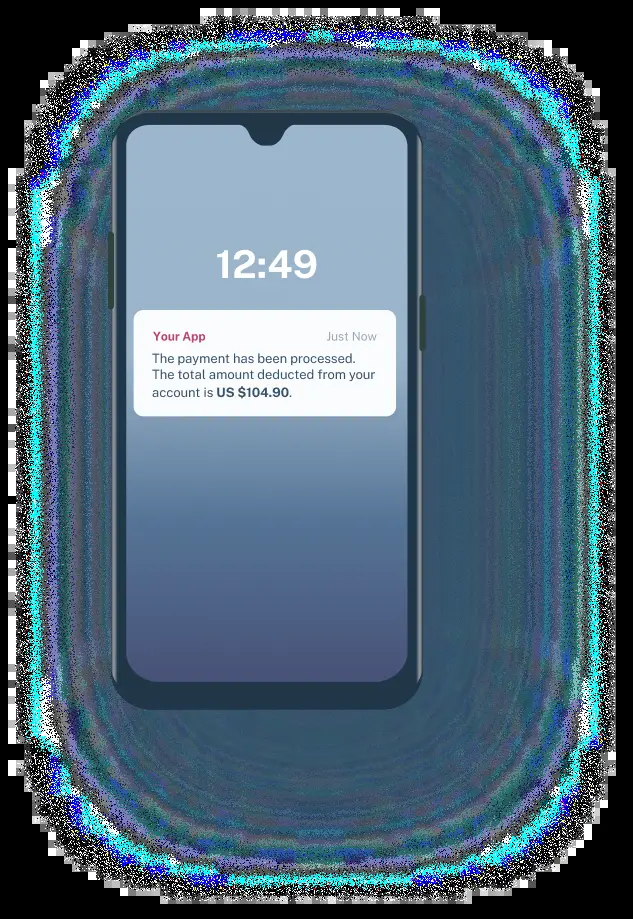 12:49
Your App Just Now
The payment has been processed.
The total amount deducted from your
account is US $104.90.